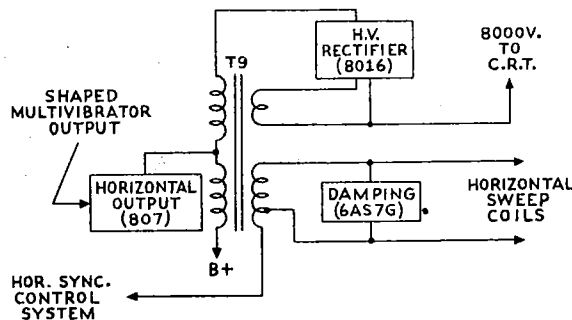 H.V.
RECTIFIER
(8016)
8000V.
TO
C.R.T.
T9
SHAPED
MULTIVIBRATOR
OUTPUT
HORIZONTAL
OUTPUT
(807)
DAMPING
(6AS7G)
HORIZONTAL
SWEEP
COILS
B+
HOR. SYNC.
CONTROL
SYSTEM